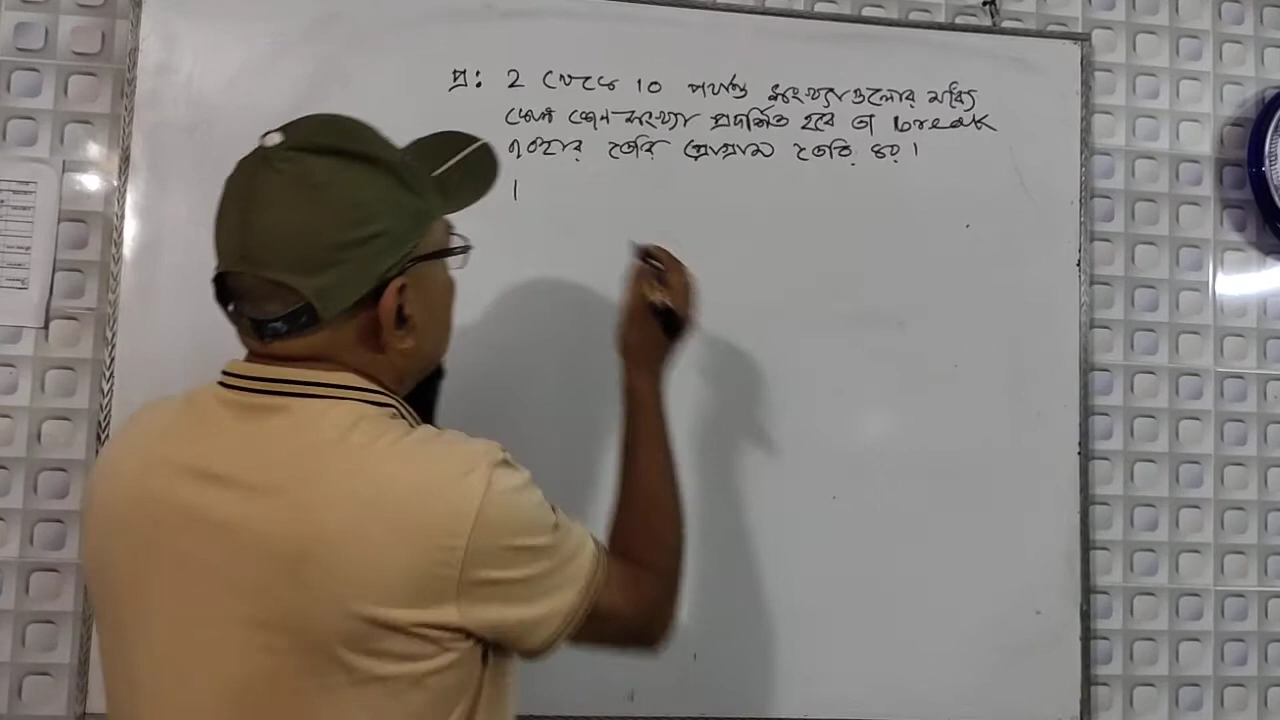 প্র: 2 থেকে 10 পর্যন্ত সংখ্যাগুলোর মধ্যে
কোন কোন সংখ্যা প্রদর্শিত হবে তা break
প্রোগ্রাম তৈরি কর।